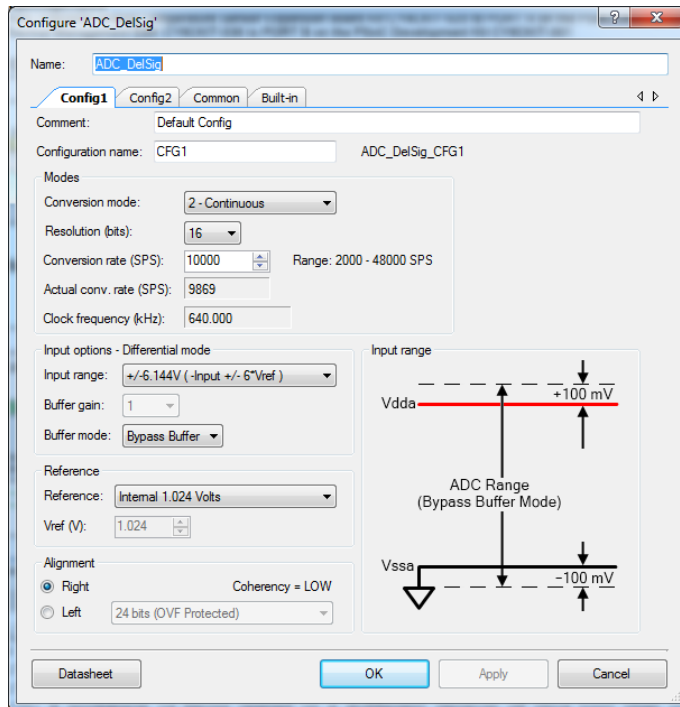 Configure 'ADC_DelSig'
Name: ADC_DelSig
Config1 Config2 Common Built-in
Comment: Default Config
Configuration name: CFG1 ADC_DelSig_CFG1
Modes
Conversion mode: 2 - Continuous
Resolution (bits): 16
Conversion rate (SPS): 10000 Range: 2000 - 48000 SPS
Actual conv. rate (SPS): 9869
Clock frequency (kHz): 640.000
Input options - Differential mode
Input range: +/-6.144V ( -Input +/- 6*Vref )
Buffer gain: 1
Buffer mode: Bypass Buffer
Reference
Reference: Internal 1.024 Volts
Vref (V): 1.024
Alignment
Right Coherency = LOW
Left 24 bits (OVF Protected)
Input range
+100 mV
Vdda
ADC Range
(Bypass Buffer Mode)
Vssa
-100 mV
Datasheet OK Apply Cancel